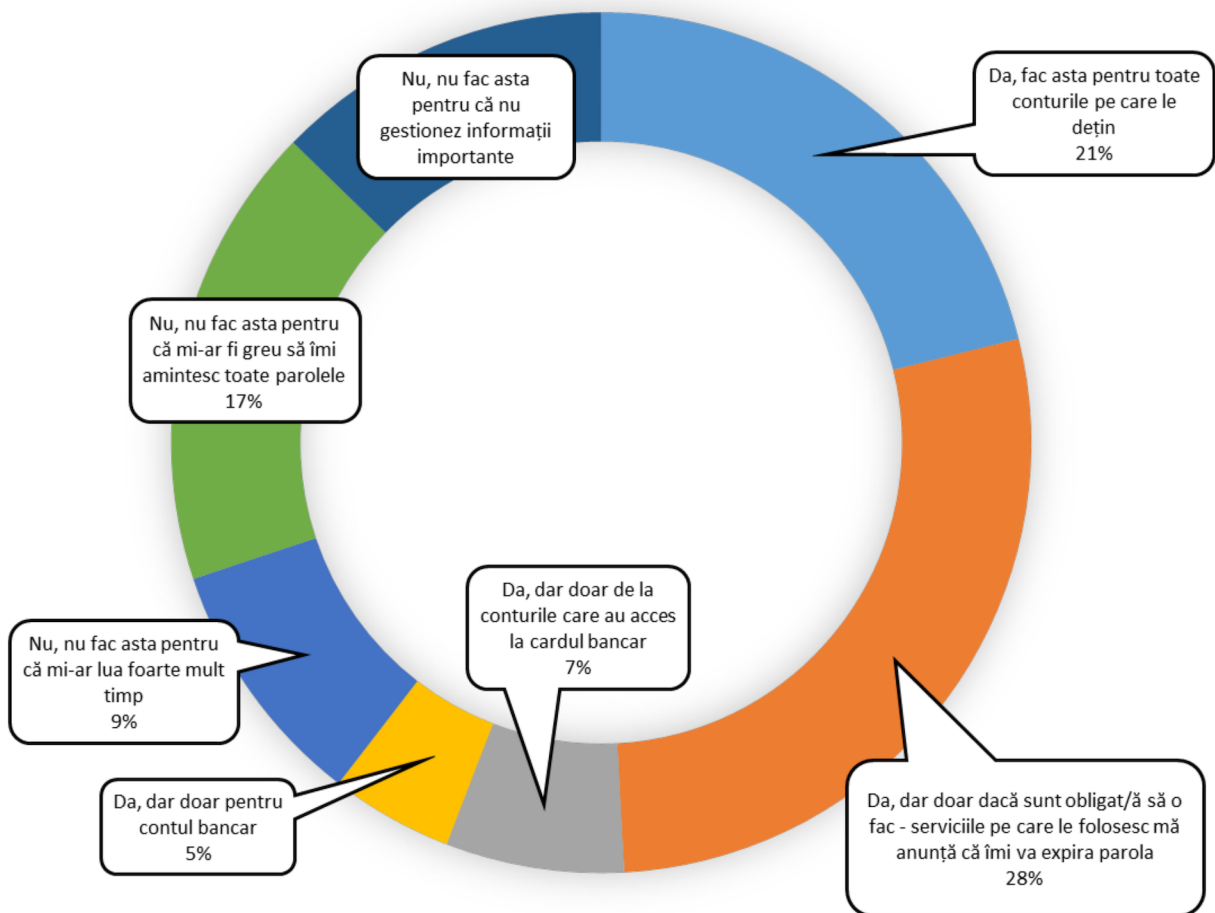 Nu, nu fac asta
pentru că nu
gestionez informații
importante
Da, fac asta pentru toate
conturile pe care le
dețin
21%
Nu, nu fac asta pentru
că mi-ar fi greu să îmi
amintesc toate parolele
17%
Da, dar doar de la
conturile care au acces
la cardul bancar
7%
Nu, nu fac asta pentru
că mi-ar lua foarte mult
timp
9%
Da, dar doar pentru
contul bancar
5%
Da, dar doar dacă sunt obligat/ă să o
fac - serviciile pe care le folosesc mă
anunță că îmi va expira parola
28%